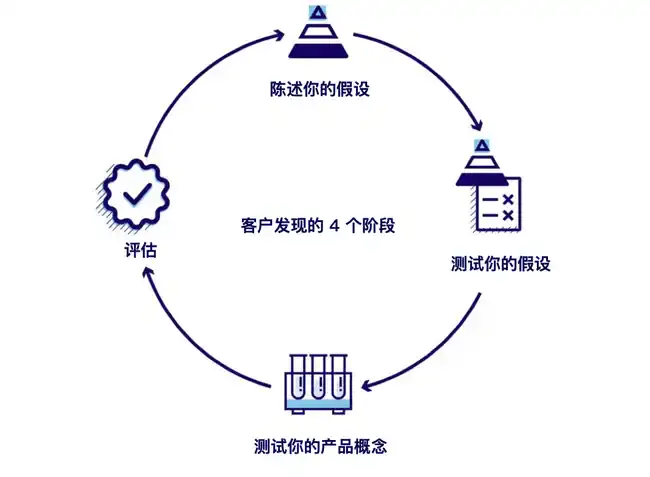 陈述你的假设
客户发现的 4 个阶段
评估
测试你的假设
测试你的产品概念